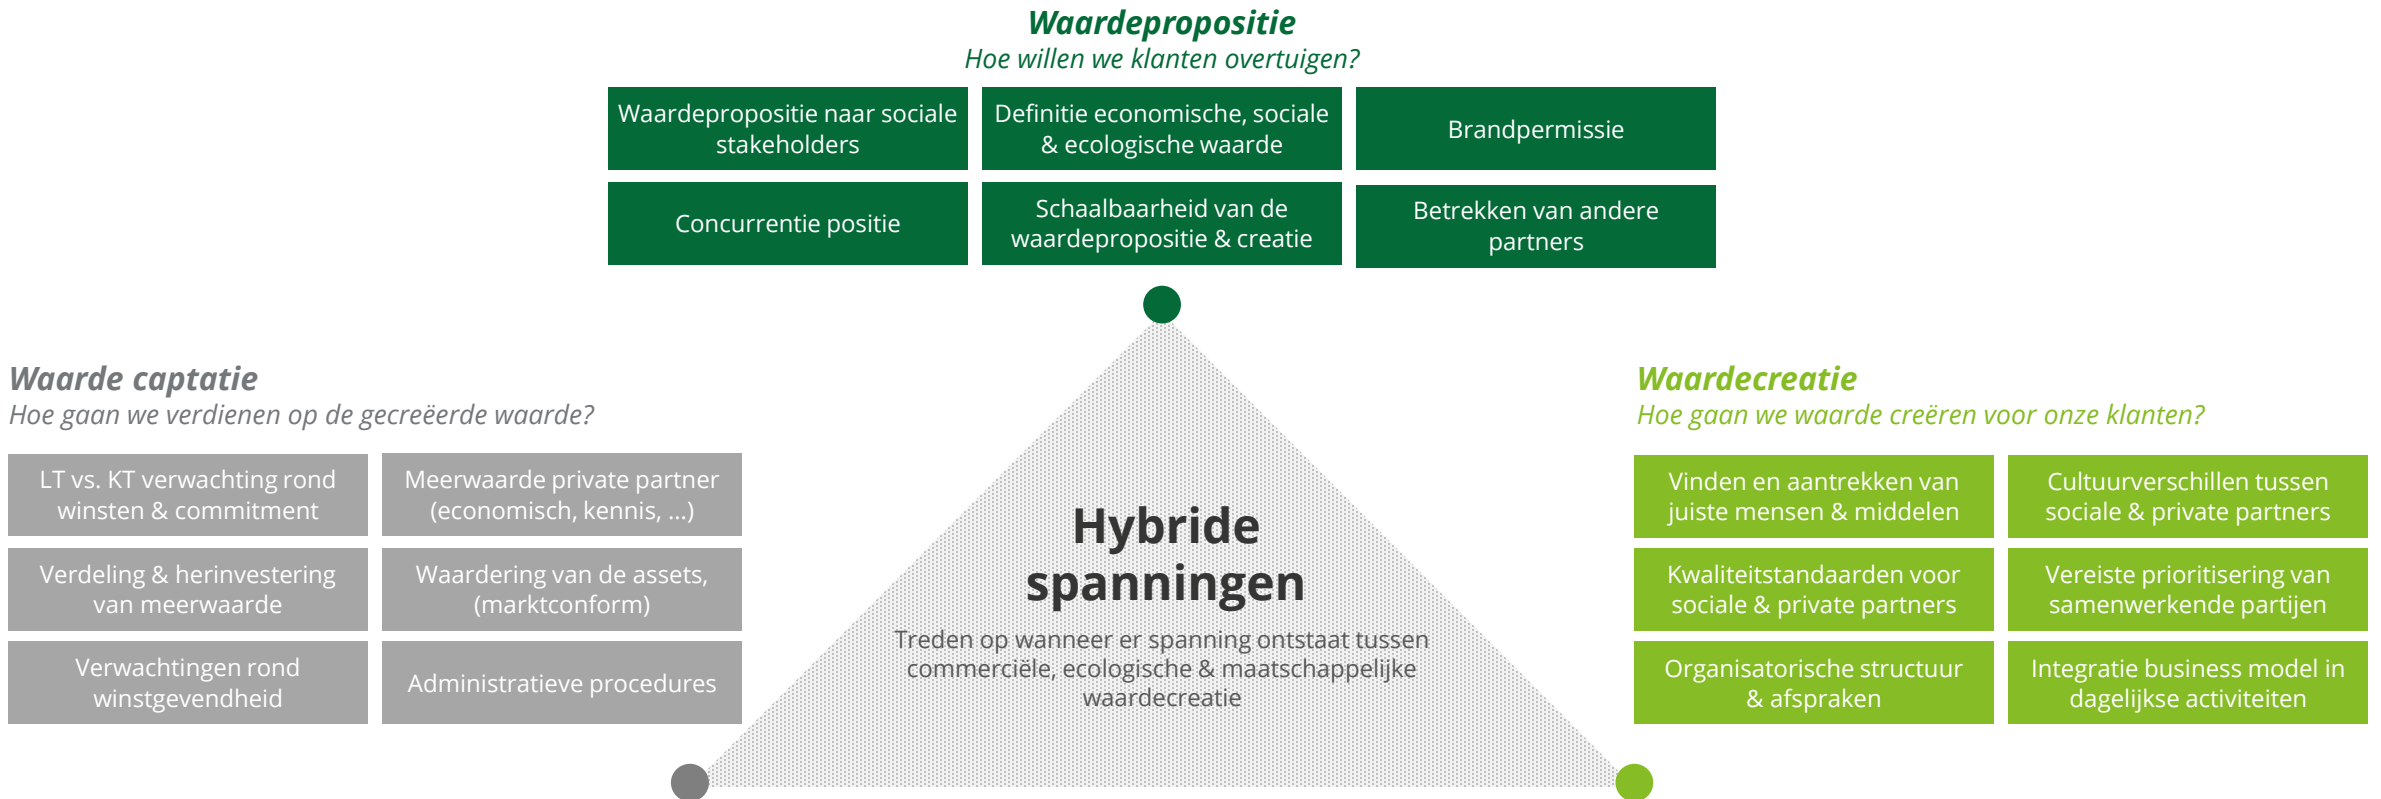 Waardepropositie
Hoe willen we klanten overtuigen?
Waardepropositie naar sociale
stakeholders
Definitie economische, sociale
& ecologische waarde
Brandpermissie
Concurrentie positie
Schaalbaarheid van de
waardepropositie & creatie
Betrekken van andere
partners
Waarde captatie
Hoe gaan we verdienen op de gecreëerde waarde?
LT vs. KT verwachting rond
winsten & commitment
Meerwaarde private partner
(economisch, kennis, ...)
Verdeling & herinvestering
van meerwaarde
Waardering van de assets,
(marktconform)
Verwachtingen rond
winstgevendheid
Administratieve procedures
Hybride
spanningen
Treden op wanneer er spanning ontstaat tussen
commerciële, ecologische & maatschappelijke
waardecreatie
Waardecreatie
Hoe gaan we waarde creëren voor onze klanten?
Vinden en aantrekken van
juiste mensen & middelen
Cultuurverschillen tussen
sociale & private partners
Kwaliteitstandaarden voor
sociale & private partners
Vereiste prioritisering van
samenwerkende partijen
Organisatorische structuur
& afspraken
Integratie business model in
dagelijkse activiteiten